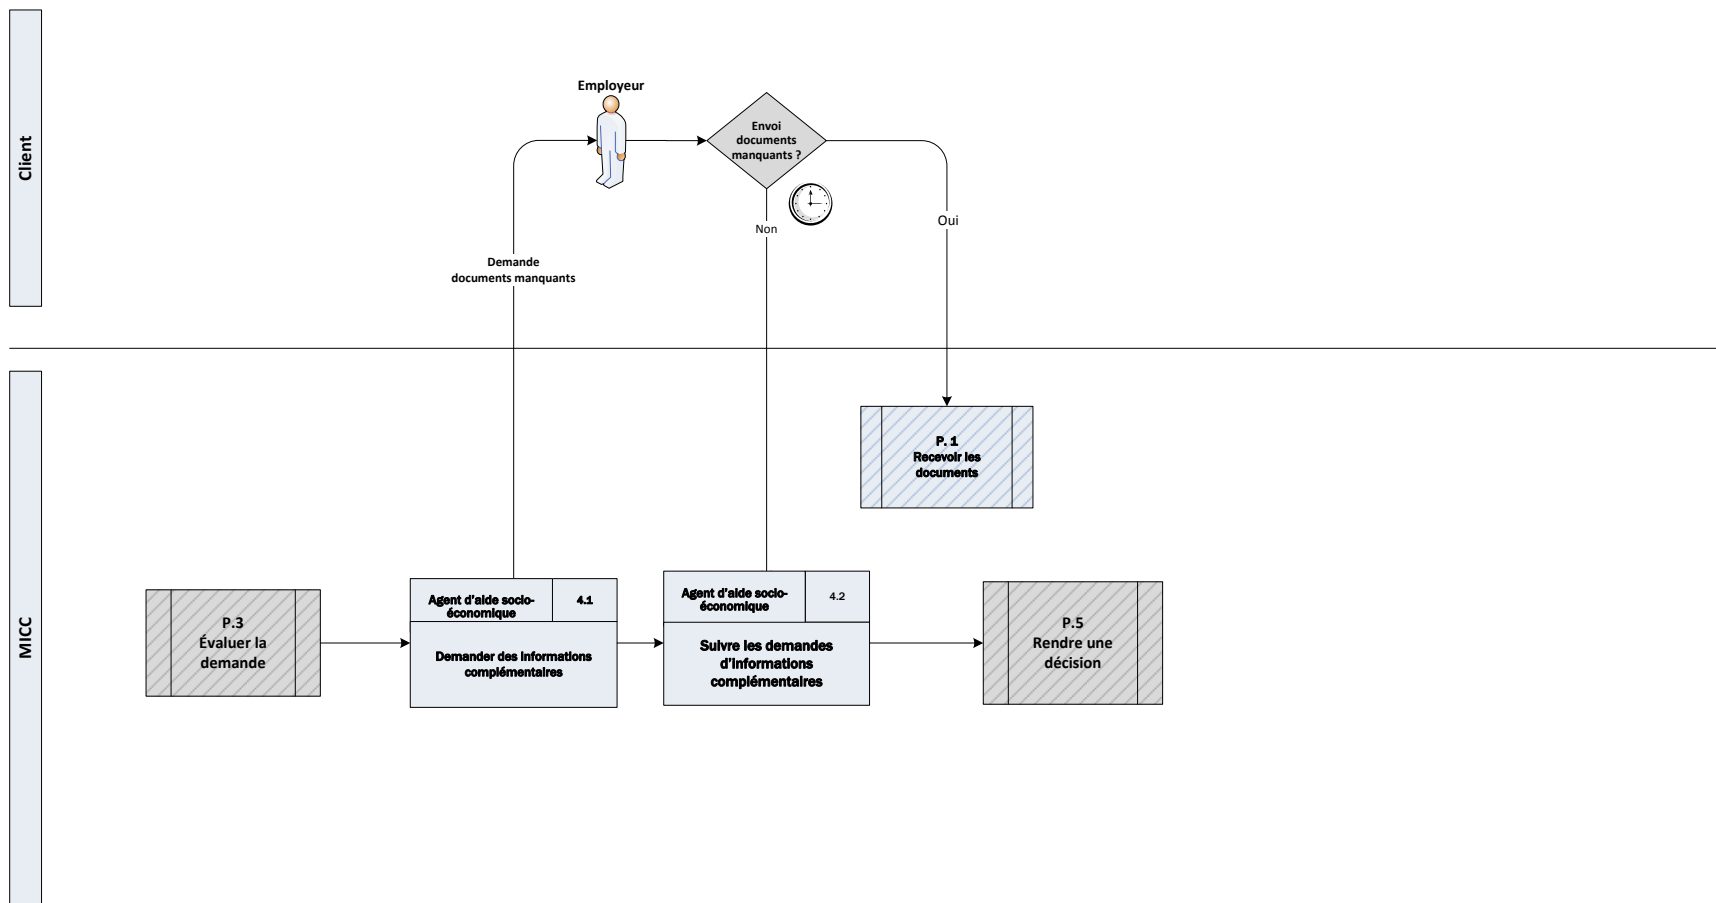 Client
Employeur
Envoi
documents
manquants ?
Non
Oui
Demande
documents manquants
MICC
P. 1
Recevoir les
documents
P.3
Évaluer la
demande
Agent d'aide socio-
économique
4.1
Demander des informations
complémentaires
Agent d'aide socio-
économique
4.2
Suivre les demandes
d'informations
complémentaires
P.5
Rendre une
décision